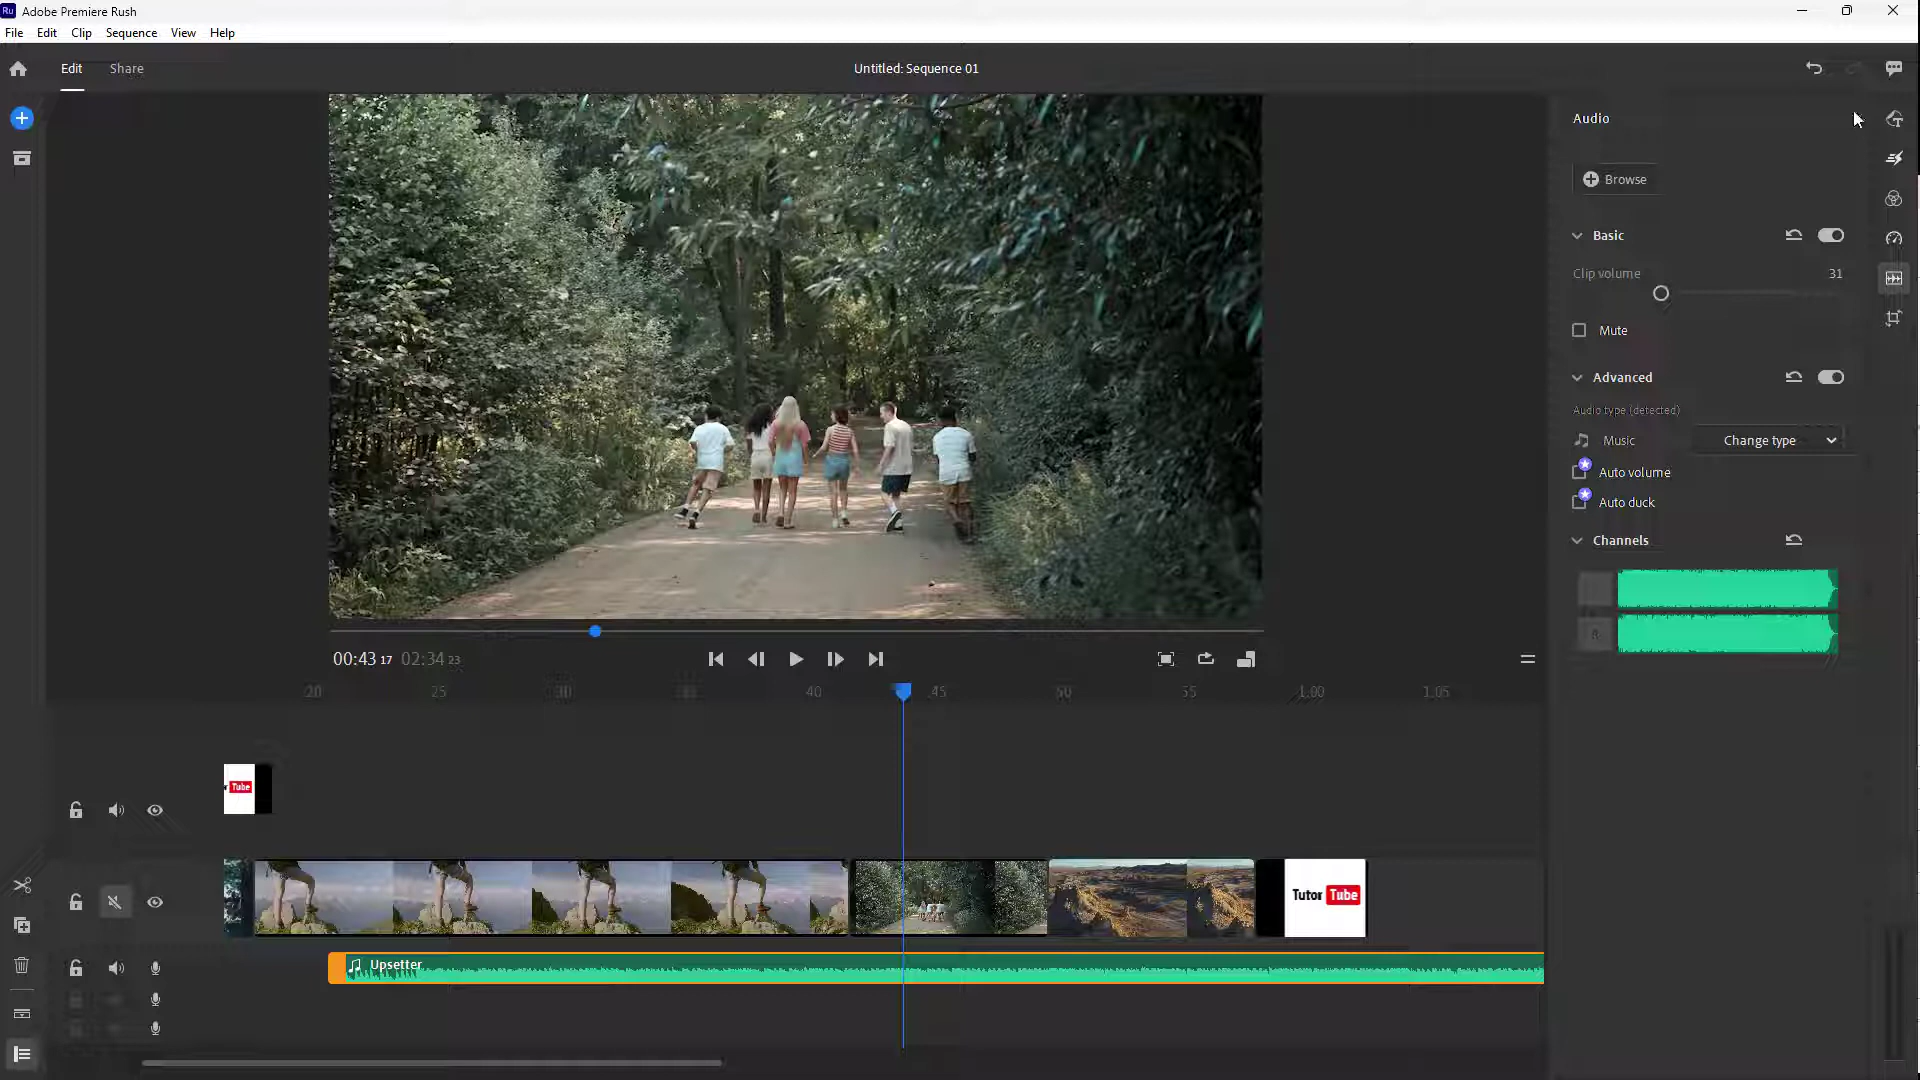 Ru Adobe Premiere Rush
File Edit Clip Sequence View Help
Edit Share Untitled: Sequence 01
Audio
Browse
Basic
Clip volume 31
Mute
Advanced
Audio type (detected)
Music Change type
Auto volume
Auto duck
Channels
R
00:43 17 02:34 23
20 25 30 35 40 45 50 55 1:00 1:05
Tube
Tutor Tube
Upsetter